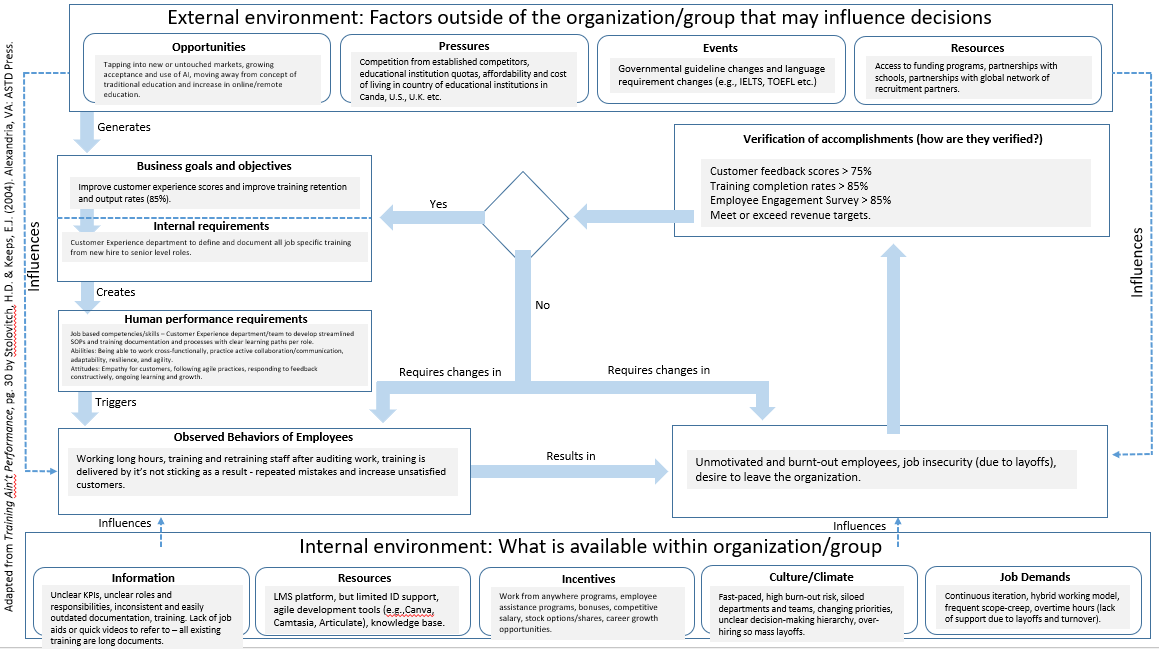 External environment: Factors outside of the organization/group that may influence decisions
Opportunities
Tapping into new or untouched markets, growing
acceptance and use of AI, moving away from concept of
traditional education and increase in online/remote
education.
Pressures
Competition from established competitors,
educational institution quotas, affordability and cost
of living in country of educational institutions in
Canda, U.S., U.K. etc.
Events
Governmental guideline changes and language
requirement changes (e.g., IELTS, TOEFL etc.)
Resources
Access to funding programs, partnerships with
schools, partnerships with global network of
recruitment partners.
Generates
Business goals and objectives
Improve customer experience scores and improve training retention
and output rates (85%).
Internal requirements
Customer Experience department to define and document all job specific training
from new hire to senior level roles.
Creates
Human performance requirements
Job based competencies/skills – Customer Experience department/team to develop streamlined
SOPs and training documentation and processes with clear learning paths per role.
Abilities: Being able to work cross-functionally, practice active collaboration/communication,
adaptability, resilience, and agility.
Attitudes: Empathy for customers, following agile practices, responding to feedback
constructively, ongoing learning and growth.
Triggers
Yes
No
Verification of accomplishments (how are they verified?)
Customer feedback scores > 75%
Training completion rates > 85%
Employee Engagement Survey > 85%
Meet or exceed revenue targets.
Requires changes in
Requires changes in
Observed Behaviors of Employees
Working long hours, training and retraining staff after auditing work, training is
delivered by it's not sticking as a result - repeated mistakes and increase unsatisfied
customers.
Results in
Unmotivated and burnt-out employees, job insecurity (due to layoffs),
desire to leave the organization.
Influences
Influences
Influences
Influences
Internal environment: What is available within organization/group
Information
Unclear KPIs, unclear roles and
responsibilities, inconsistent and easily
outdated documentation, training. Lack of job
aids or quick videos to refer to – all existing
training are long documents.
Resources
LMS platform, but limited ID support,
agile development tools (e.g.,Canva,
Camtasia, Articulate), knowledge base.
Incentives
Work from anywhere programs, employee
assistance programs, bonuses, competitive
salary, stock options/shares, career growth
opportunities.
Culture/Climate
Fast-paced, high burn-out risk, siloed
departments and teams, changing priorities,
unclear decision-making hierarchy, over-
hiring so mass layoffs.
Job Demands
Continuous iteration, hybrid working model,
frequent scope-creep, overtime hours (lack
of support due to layoffs and turnover).
Adapted from Training Ain't Performance, pg. 30 by Stolovitch, H.D. & Keeps, E.J. (2004). Alexandria, VA: ASTD Press.